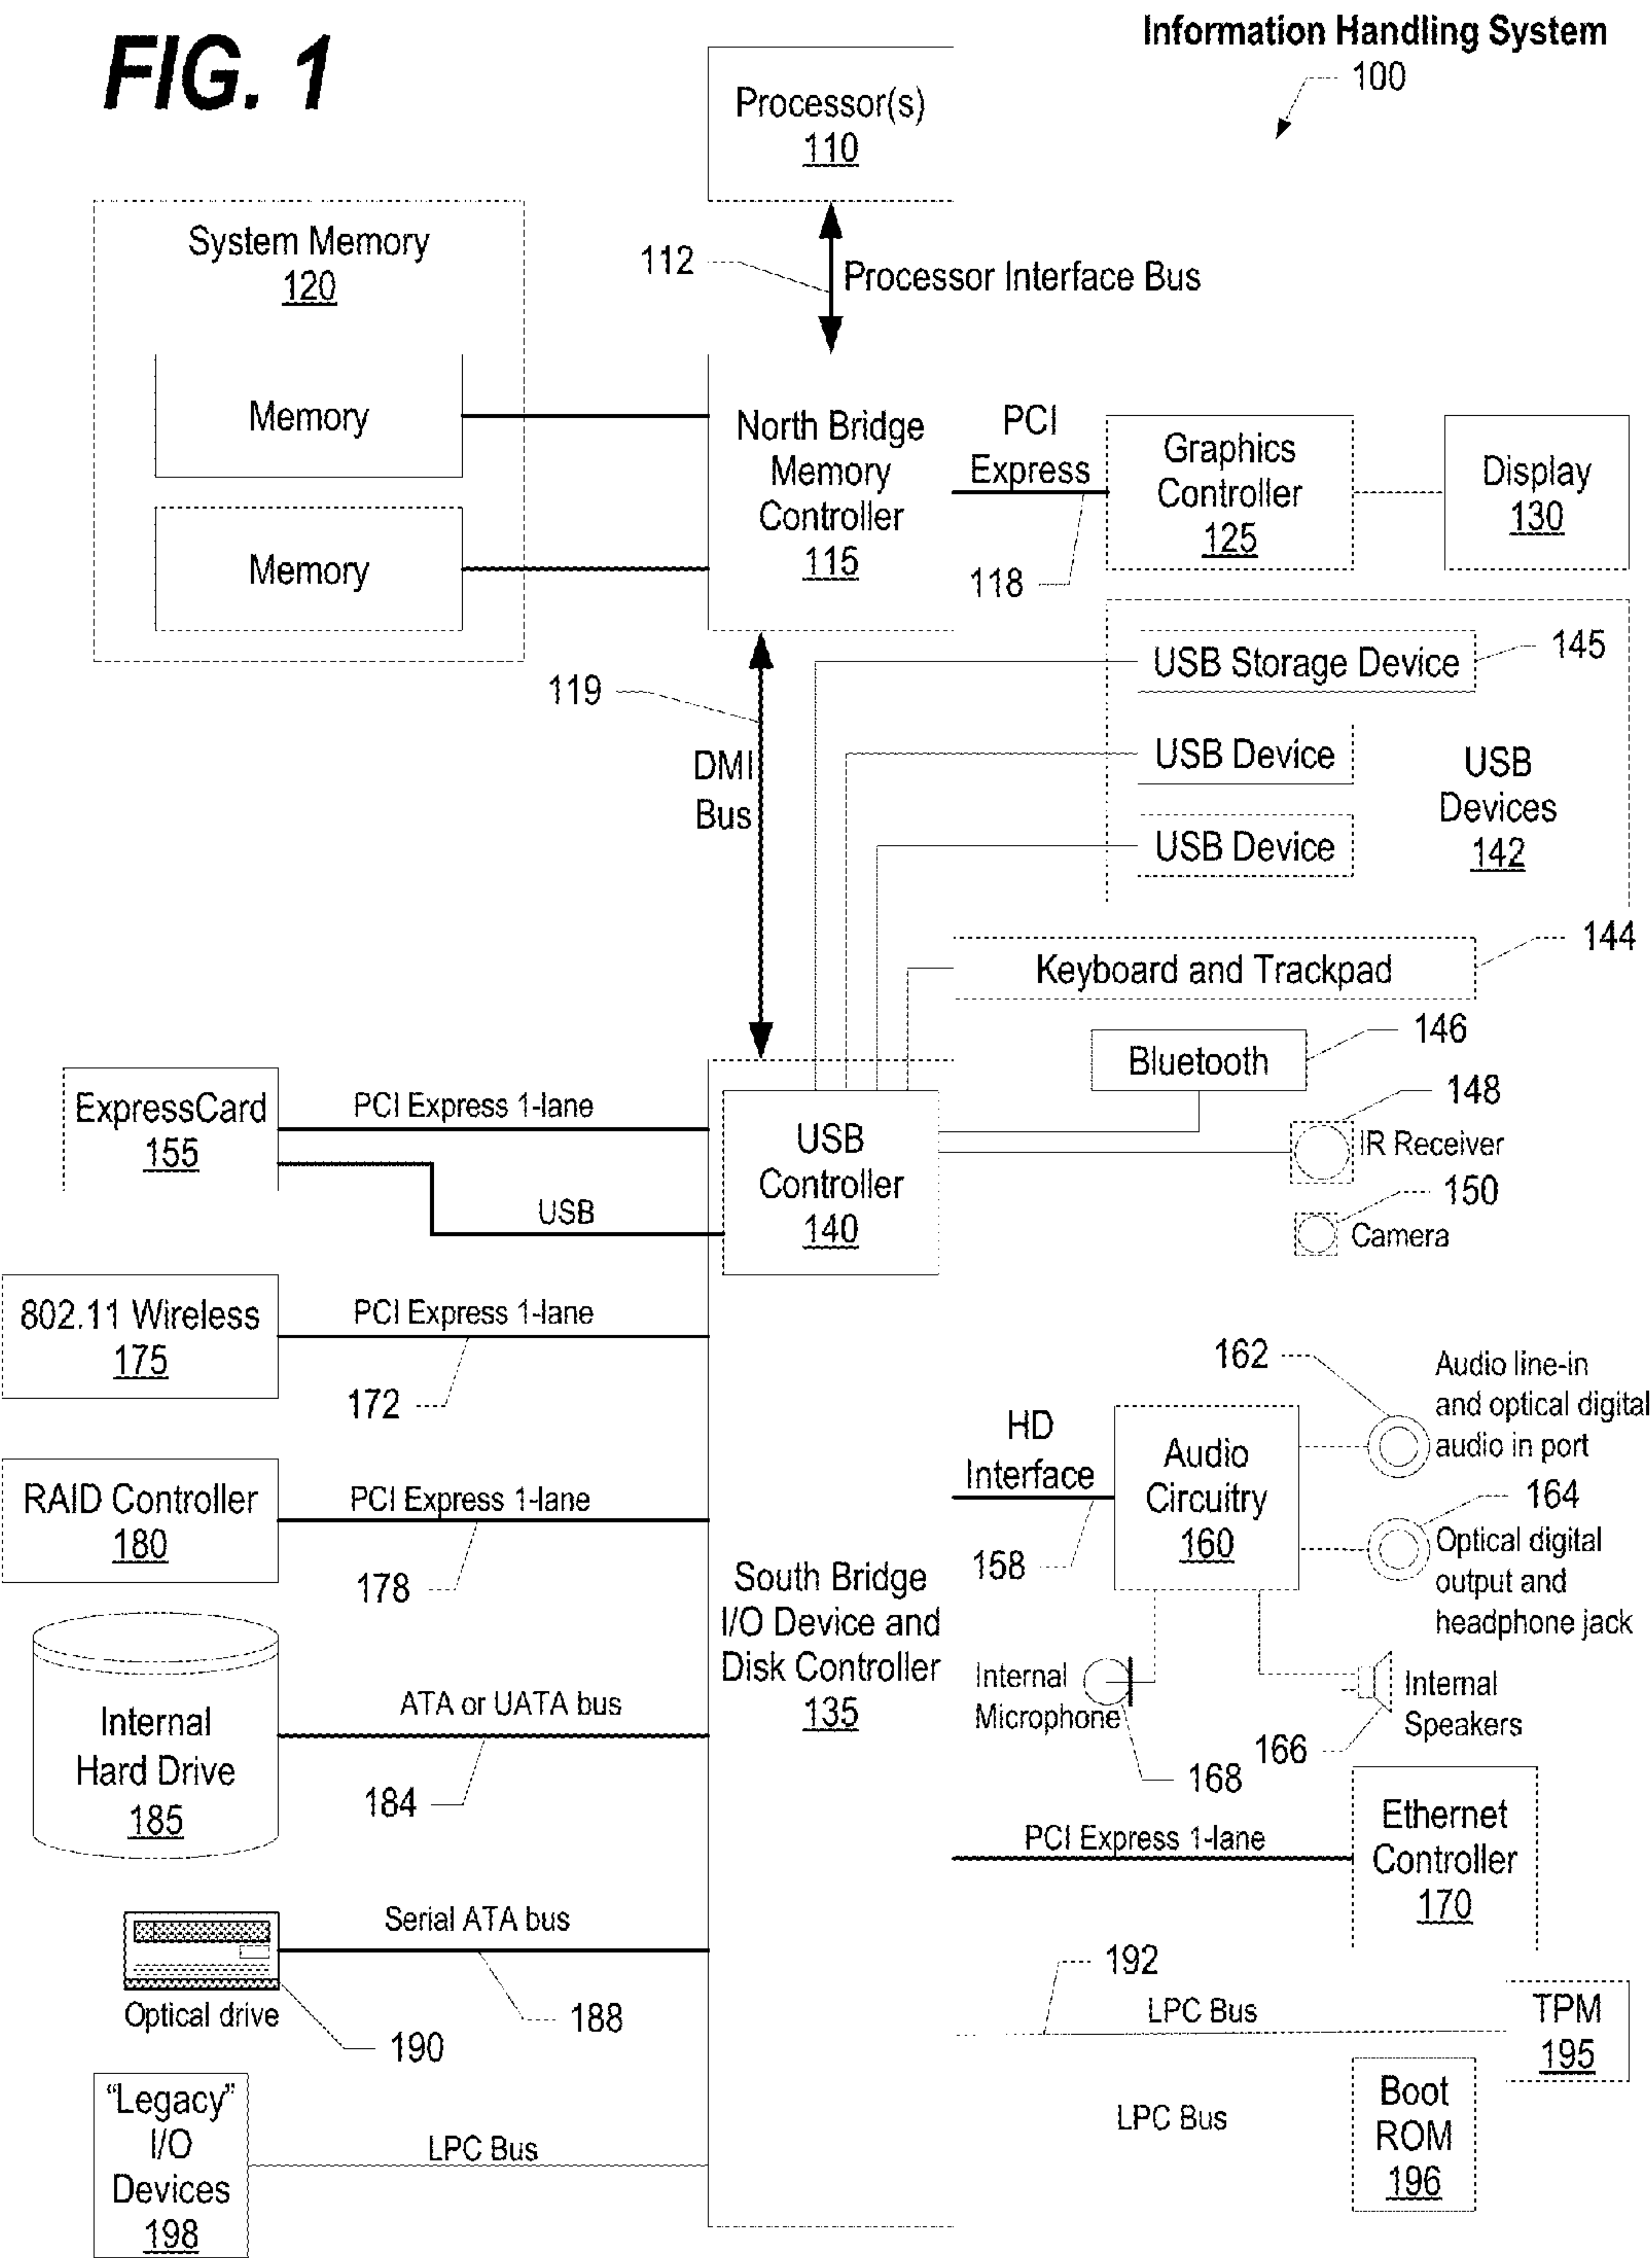 FIG. 1
Information Handling System
100
Processor(s)
110
System Memory
120
112
Processor Interface Bus
Memory
Memory
North Bridge
Memory
Controller
115
PCI
Express
118
Graphics
Controller
125
Display
130
119
DMI
Bus
USB Storage Device
145
USB Device
USB Device
USB
Devices
142
144
Keyboard and Trackpad
146
Bluetooth
148
IR Receiver
150
Camera
ExpressCard
155
PCI Express 1-lane
USB
USB
Controller
140
802.11 Wireless
175
PCI Express 1-lane
172
RAID Controller
180
PCI Express 1-lane
178
South Bridge
I/O Device and
Disk Controller
135
HD
Interface
158
Audio
Circuitry
160
162
Audio line-in
and optical digital
audio in port
164
Optical digital
output and
headphone jack
Internal
Microphone
168
Internal
Speakers
166
Internal
Hard Drive
185
ATA or UATA bus
184
PCI Express 1-lane
Ethernet
Controller
170
Serial ATA bus
188
Optical drive
190
192
LPC Bus
TPM
195
LPC Bus
Boot
ROM
196
“Legacy”
I/O
Devices
198
LPC Bus